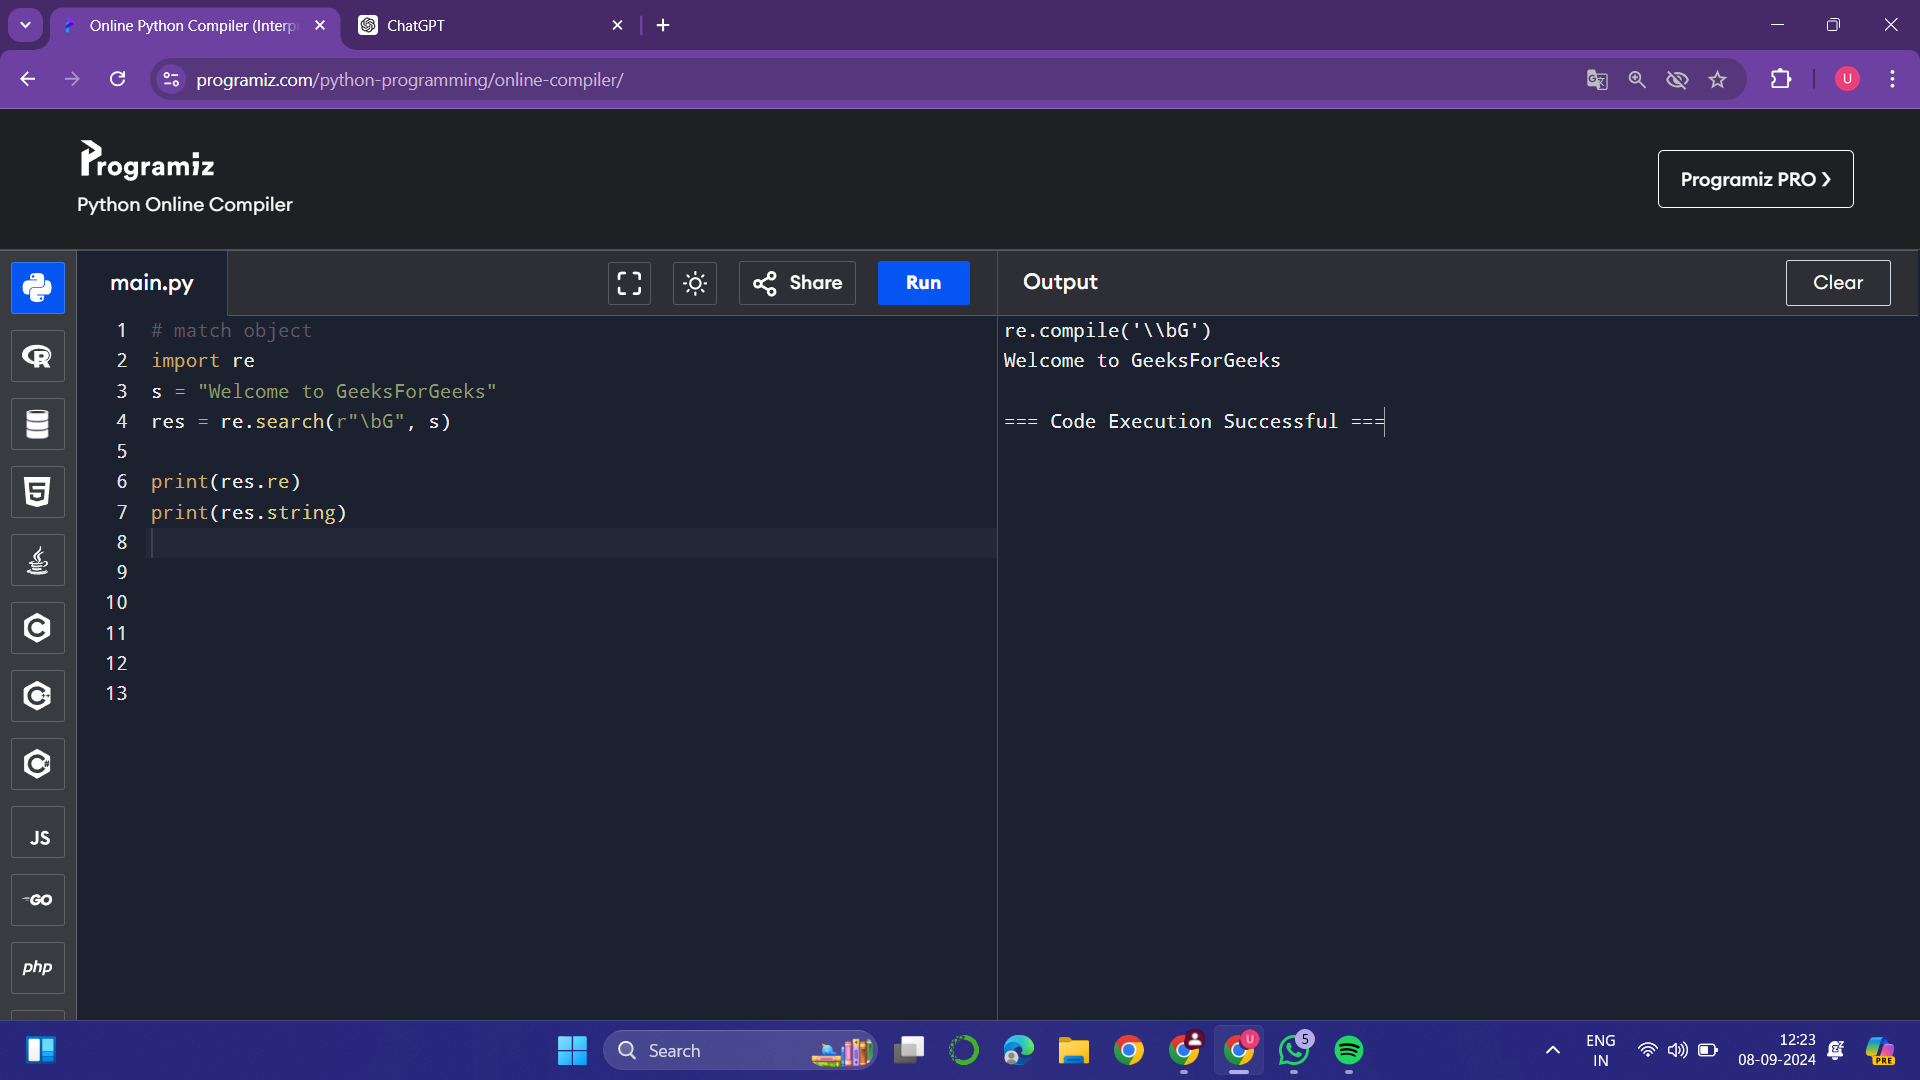 Online Python Compiler (Interp
ChatGPT
programiz.com/python-programming/online-compiler/
U
Programiz
Python Online Compiler
Programiz PRO ❯
main.py
Share
Run
Output
Clear
1 # match object
2 import re
3 s = "Welcome to GeeksForGeeks"
4 res = re.search(r"\bG", s)
5
6 print(res.re)
7 print(res.string)
8
9
10
11
12
13
re.compile('\\bG')
Welcome to GeeksForGeeks
=== Code Execution Successful ===
R
5
C
C++
C#
JS
GO
php
Search
U
5
ENG
IN
12:23
08-09-2024
PRE